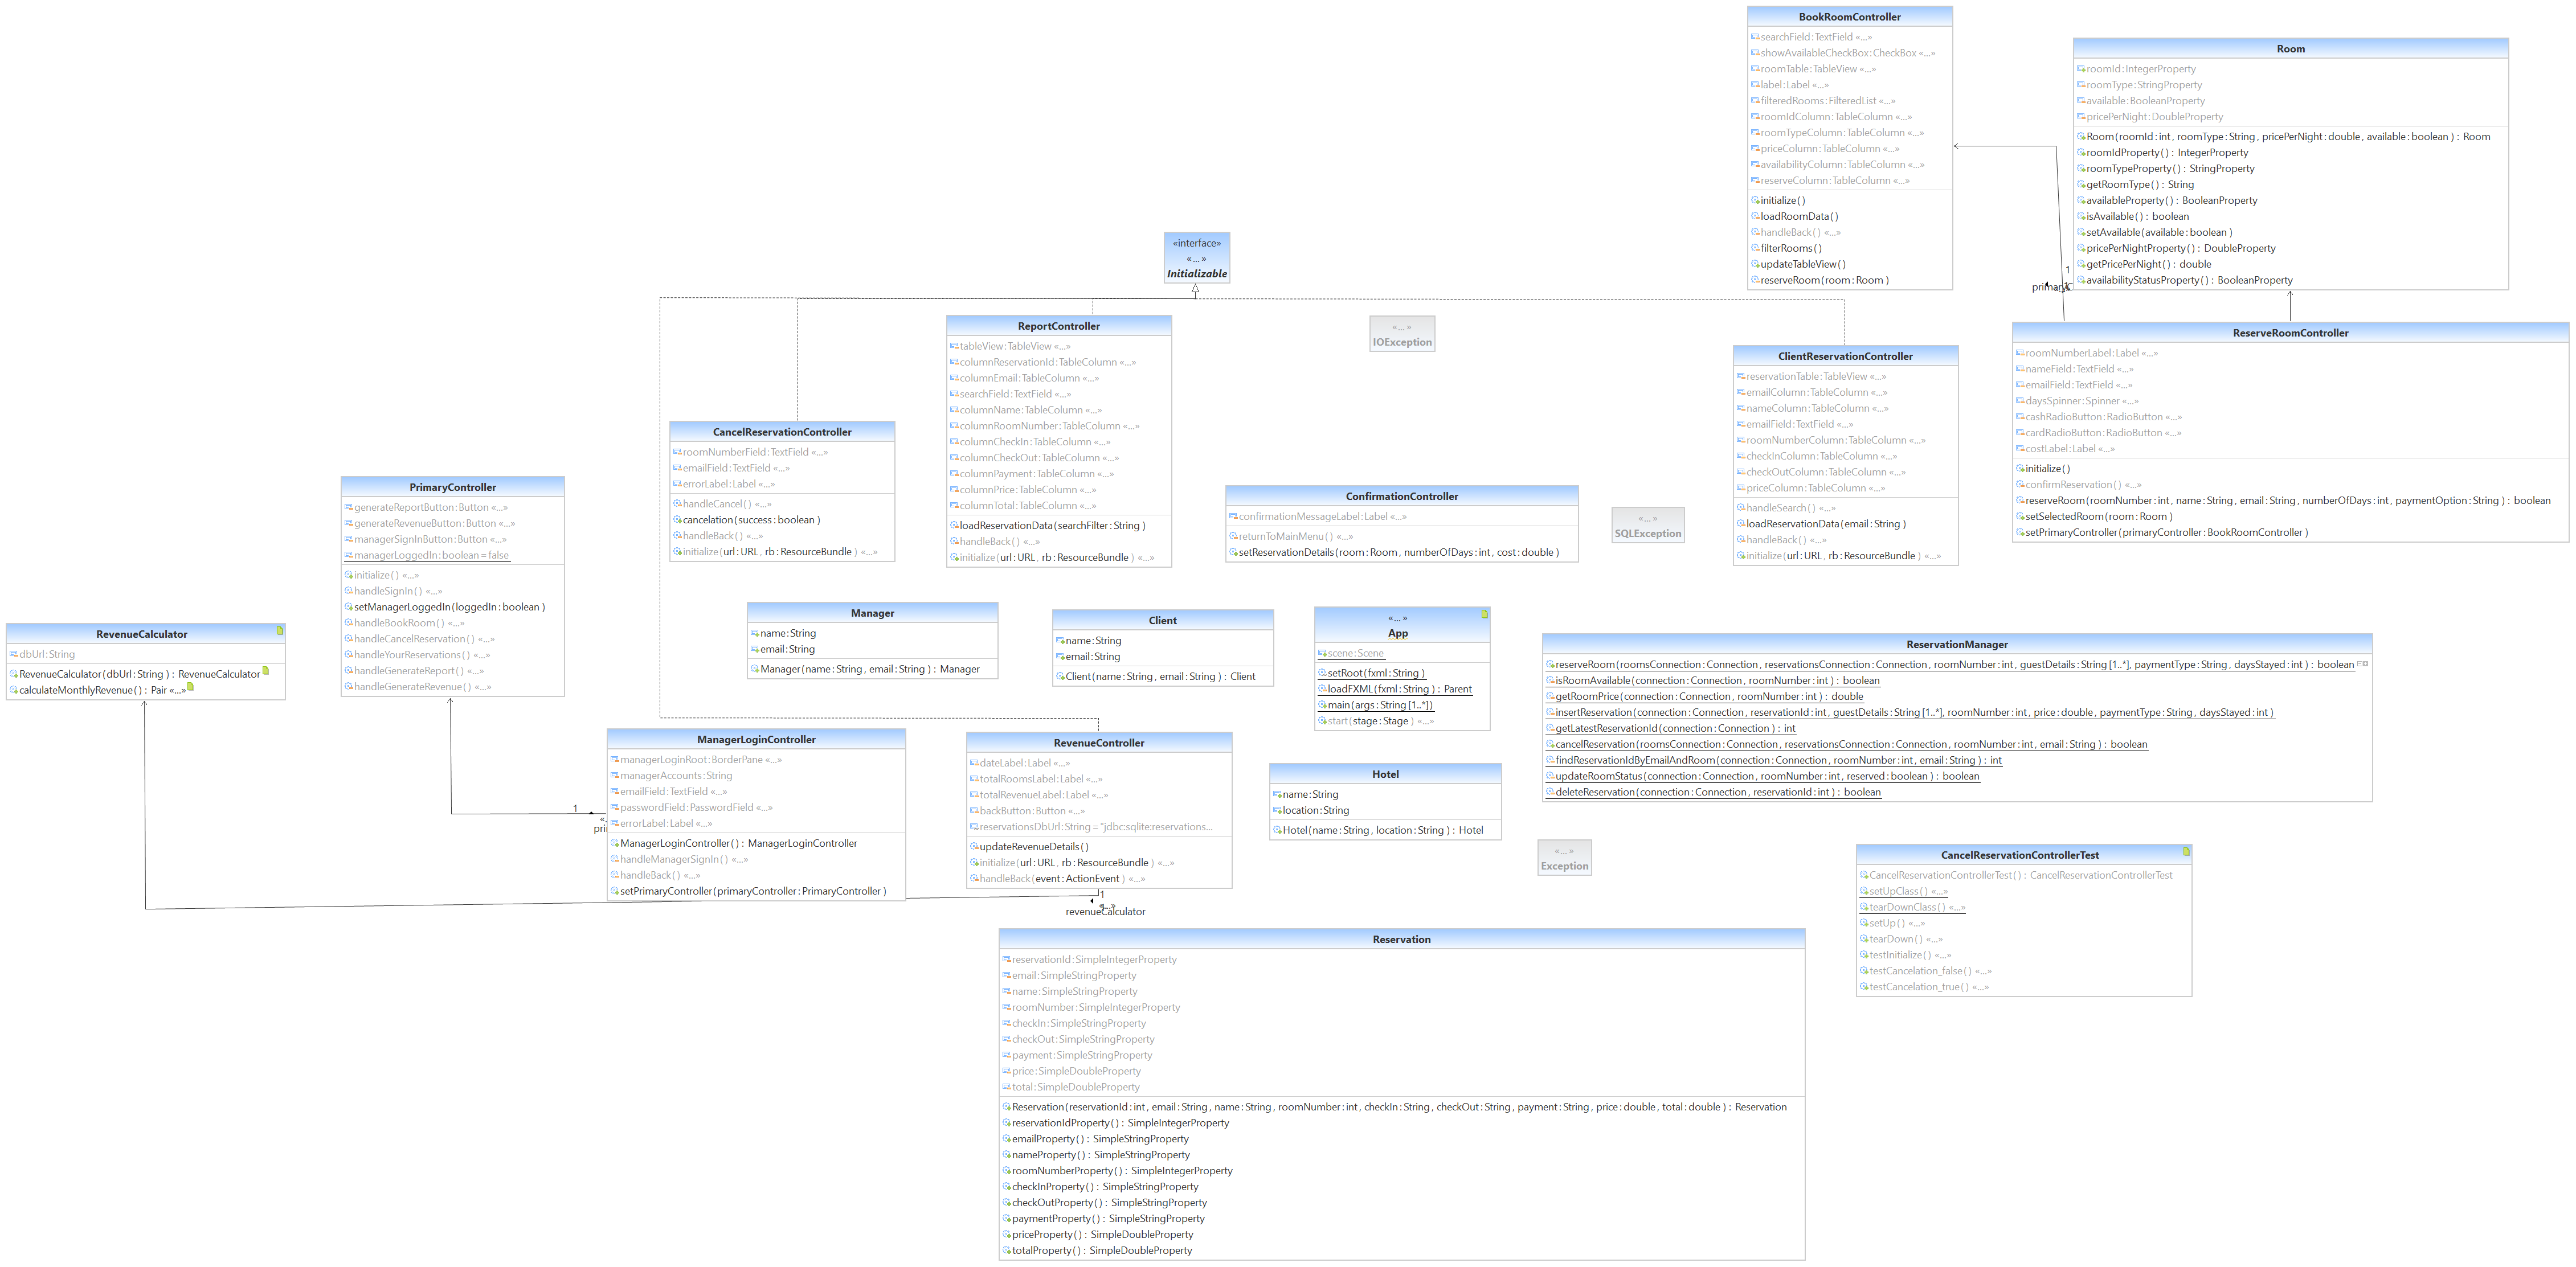 BookRoomController
searchField:TextField «...»
showAvailableCheckBox:CheckBox «...»
roomTable:TableView «...»
label:Label «...»
filteredRooms:FilteredList «...»
roomIdColumn:TableColumn «...»
roomTypeColumn:TableColumn «...»
priceColumn:TableColumn «...»
availabilityColumn:TableColumn «...»
reserveColumn:TableColumn «...»
initialize()
loadRoomData()
handleBack() «...»
filterRooms()
updateTableView()
reserveRoom(room:Room)
Room
roomId:IntegerProperty
roomType:StringProperty
available:BooleanProperty
pricePerNight:DoubleProperty
Room(roomId:int, roomType:String, pricePerNight:double, available:boolean): Room
roomIdProperty(): IntegerProperty
roomTypeProperty(): StringProperty
getRoomType(): String
availableProperty(): BooleanProperty
isAvailable(): boolean
setAvailable(available:boolean)
pricePerNightProperty(): DoubleProperty
getPricePerNight(): double
availabilityStatusProperty(): BooleanProperty
1
«interface»
«...»
Initializable
ReportController
tableView:TableView «...»
columnReservationId:TableColumn «...»
columnEmail:TableColumn «...»
searchField:TextField «...»
columnName:TableColumn «...»
columnRoomNumber:TableColumn «...»
columnCheckIn:TableColumn «...»
columnCheckOut:TableColumn «...»
columnPayment:TableColumn «...»
columnPrice:TableColumn «...»
columnTotal:TableColumn «...»
loadReservationData(searchFilter:String)
handleBack() «...»
initialize(url:URL, rb:ResourceBundle) «...»
«...»
IOException
ClientReservationController
reservationTable:TableView «...»
emailColumn:TableColumn «...»
nameColumn:TableColumn «...»
emailField:TextField «...»
roomNumberColumn:TableColumn «...»
checkInColumn:TableColumn «...»
checkOutColumn:TableColumn «...»
priceColumn:TableColumn «...»
handleSearch() «...»
loadReservationData(email:String)
handleBack() «...»
initialize(url:URL, rb:ResourceBundle) «...»
ReserveRoomController
roomNumberLabel:Label «...»
nameField:TextField «...»
emailField:TextField «...»
daysSpinner:Spinner «...»
cashRadioButton:RadioButton «...»
cardRadioButton:RadioButton «...»
costLabel:Label «...»
initialize()
confirmReservation() «...»
reserveRoom(roomNumber:int, name:String, email:String, numberOfDays:int, paymentOption:String): boolean
setSelectedRoom(room:Room)
setPrimaryController(primaryController:BookRoomController)
CancelReservationController
roomNumberField:TextField «...»
emailField:TextField «...»
errorLabel:Label «...»
handleCancel() «...»
cancelation(success:boolean)
handleBack() «...»
initialize(url:URL, rb:ResourceBundle) «...»
PrimaryController
generateReportButton:Button «...»
generateRevenueButton:Button «...»
managerSignInButton:Button «...»
managerLoggedIn:boolean=false
initialize() «...»
handleSignIn() «...»
setManagerLoggedIn(loggedIn:boolean)
handleBookRoom() «...»
handleCancelReservation() «...»
handleYourReservations() «...»
handleGenerateReport() «...»
handleGenerateRevenue() «...»
ConfirmationController
confirmationMessageLabel:Label «...»
returnToMainMenu() «...»
setReservationDetails(room:Room, numberOfDays:int, cost:double)
«...»
SQLException
RevenueCalculator
dbUrl:String
RevenueCalculator(dbUrl:String): RevenueCalculator
calculateMonthlyRevenue(): Pair «...»
Manager
name:String
email:String
Manager(name:String, email:String): Manager
Client
name:String
email:String
Client(name:String, email:String): Client
«...»
App
scene:Scene
setRoot(fxml:String)
loadFXML(fxml:String): Parent
main(args:String[1..*])
start(stage:Stage) «...»
ReservationManager
reserveRoom(roomsConnection:Connection, reservationsConnection:Connection, roomNumber:int, guestDetails:String[1..*], paymentType:String, daysStayed:int): boolean
isRoomAvailable(connection:Connection, roomNumber:int): boolean
getRoomPrice(connection:Connection, roomNumber:int): double
insertReservation(connection:Connection, reservationId:int, guestDetails:String[1..*], roomNumber:int, price:double, paymentType:String, daysStayed:int)
getLatestReservationId(connection:Connection): int
cancelReservation(roomsConnection:Connection, reservationsConnection:Connection, roomNumber:int, email:String): boolean
findReservationIdByEmailAndRoom(connection:Connection, roomNumber:int, email:String): int
updateRoomStatus(connection:Connection, roomNumber:int, reserved:boolean): boolean
deleteReservation(connection:Connection, reservationId:int): boolean
1
ManagerLoginController
managerLoginRoot:BorderPane «...»
managerAccounts:String
emailField:TextField «...»
passwordField:PasswordField «...»
errorLabel:Label «...»
ManagerLoginController(): ManagerLoginController
handleManagerSignIn() «...»
handleBack() «...»
setPrimaryController(primaryController:PrimaryController)
RevenueController
dateLabel:Label «...»
totalRoomsLabel:Label «...»
totalRevenueLabel:Label «...»
backButton:Button «...»
reservationsDbUrl:String="jdbc:sqlite:reservations...
updateRevenueDetails()
initialize(url:URL, rb:ResourceBundle) «...»
handleBack(event:ActionEvent) «...»
1
revenueCalculator
Hotel
name:String
location:String
Hotel(name:String, location:String): Hotel
«...»
Exception
CancelReservationControllerTest
CancelReservationControllerTest(): CancelReservationControllerTest
setUpClass() «...»
tearDownClass() «...»
setUp() «...»
tearDown() «...»
testInitialize() «...»
testCancelation_false() «...»
testCancelation_true() «...»
Reservation
reservationId:SimpleIntegerProperty
email:SimpleStringProperty
name:SimpleStringProperty
roomNumber:SimpleIntegerProperty
checkIn:SimpleStringProperty
checkOut:SimpleStringProperty
payment:SimpleStringProperty
price:SimpleDoubleProperty
total:SimpleDoubleProperty
Reservation(reservationId:int, email:String, name:String, roomNumber:int, checkIn:String, checkOut:String, payment:String, price:double, total:double): Reservation
reservationIdProperty(): SimpleIntegerProperty
emailProperty(): SimpleStringProperty
nameProperty(): SimpleStringProperty
roomNumberProperty(): SimpleIntegerProperty
checkInProperty(): SimpleStringProperty
checkOutProperty(): SimpleStringProperty
paymentProperty(): SimpleStringProperty
priceProperty(): SimpleDoubleProperty
totalProperty(): SimpleDoubleProperty